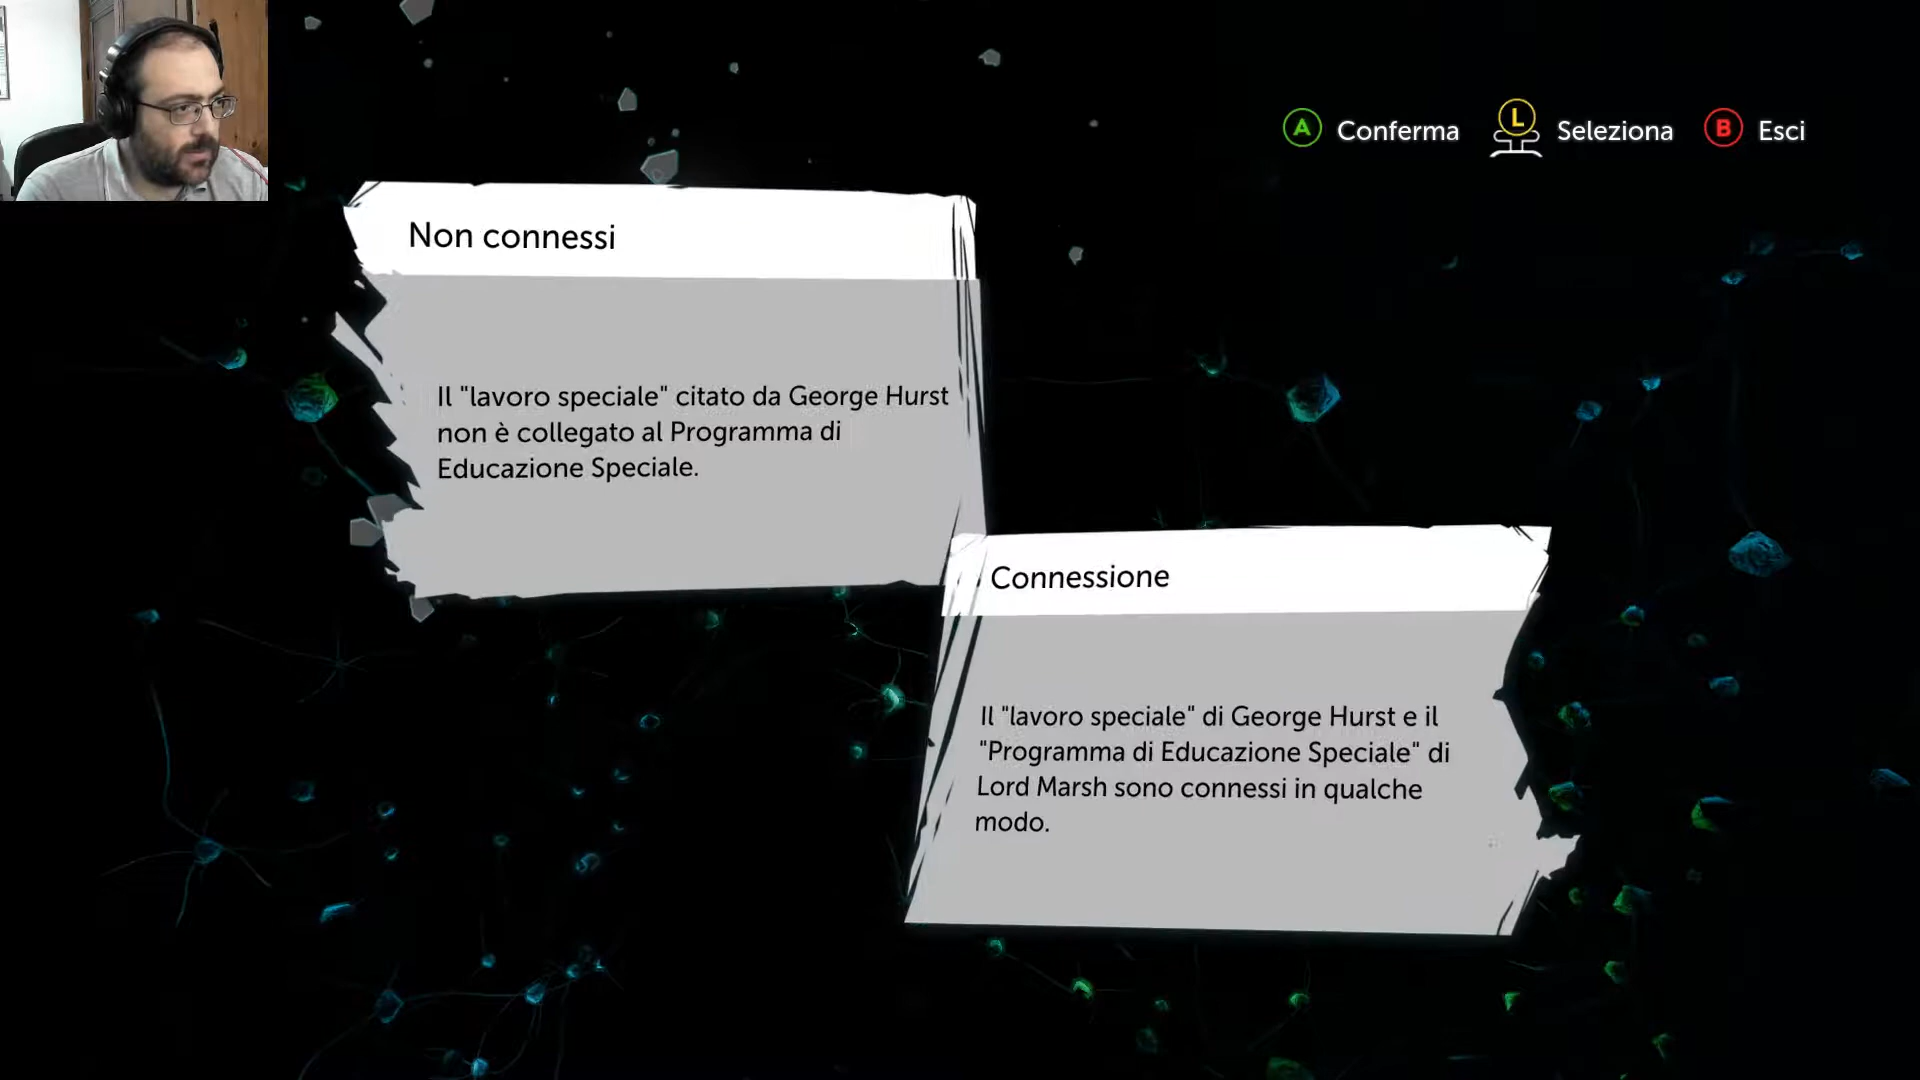 A Conferma L Seleziona B Esci
Non connessi
Il "lavoro speciale" citato da George Hurst
non è collegato al Programma di
Educazione Speciale.
Connessione
Il "lavoro speciale" di George Hurst e il
"Programma di Educazione Speciale" di
Lord Marsh sono connessi in qualche
modo.